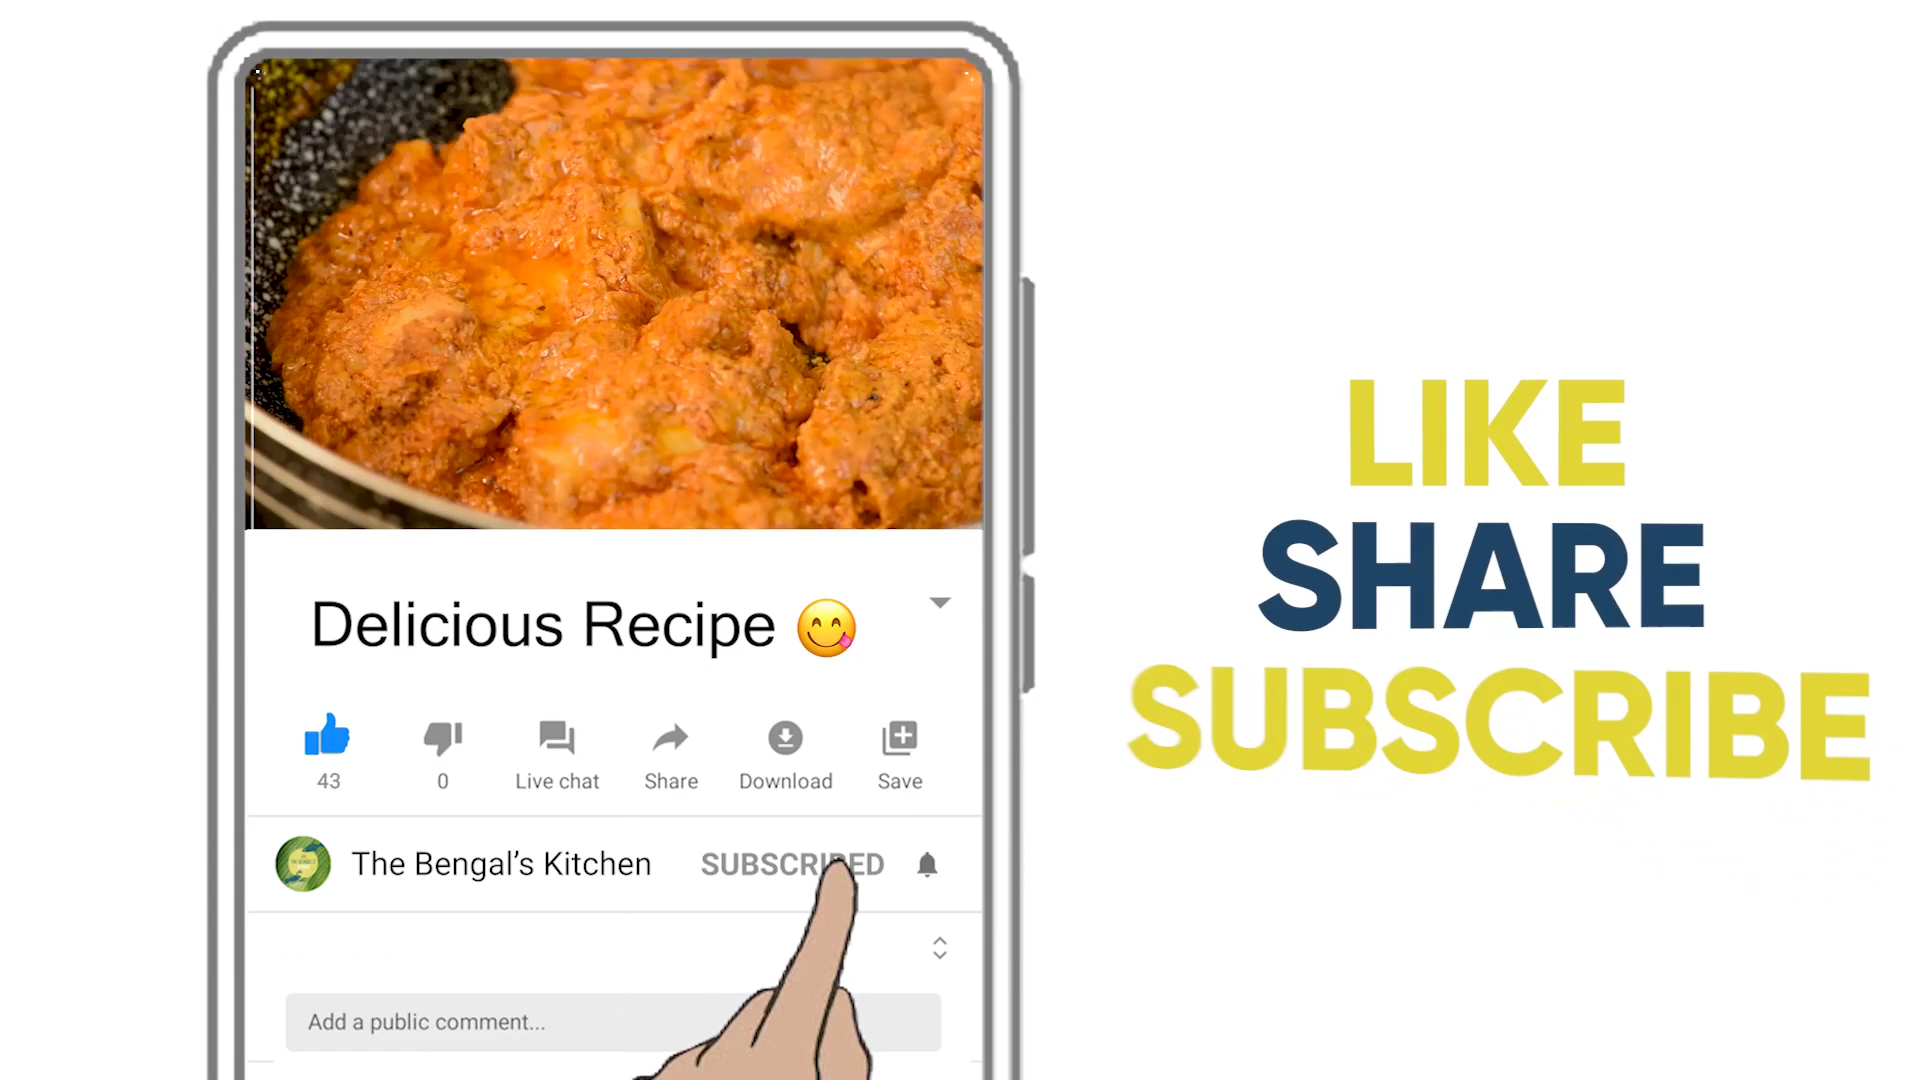 Delicious Recipe 😋
43
0
Live chat
Share
Download
Save
The Bengal’s Kitchen
SUBSCRIBED
Add a public comment...
LIKE
SHARE
SUBSCRIBE